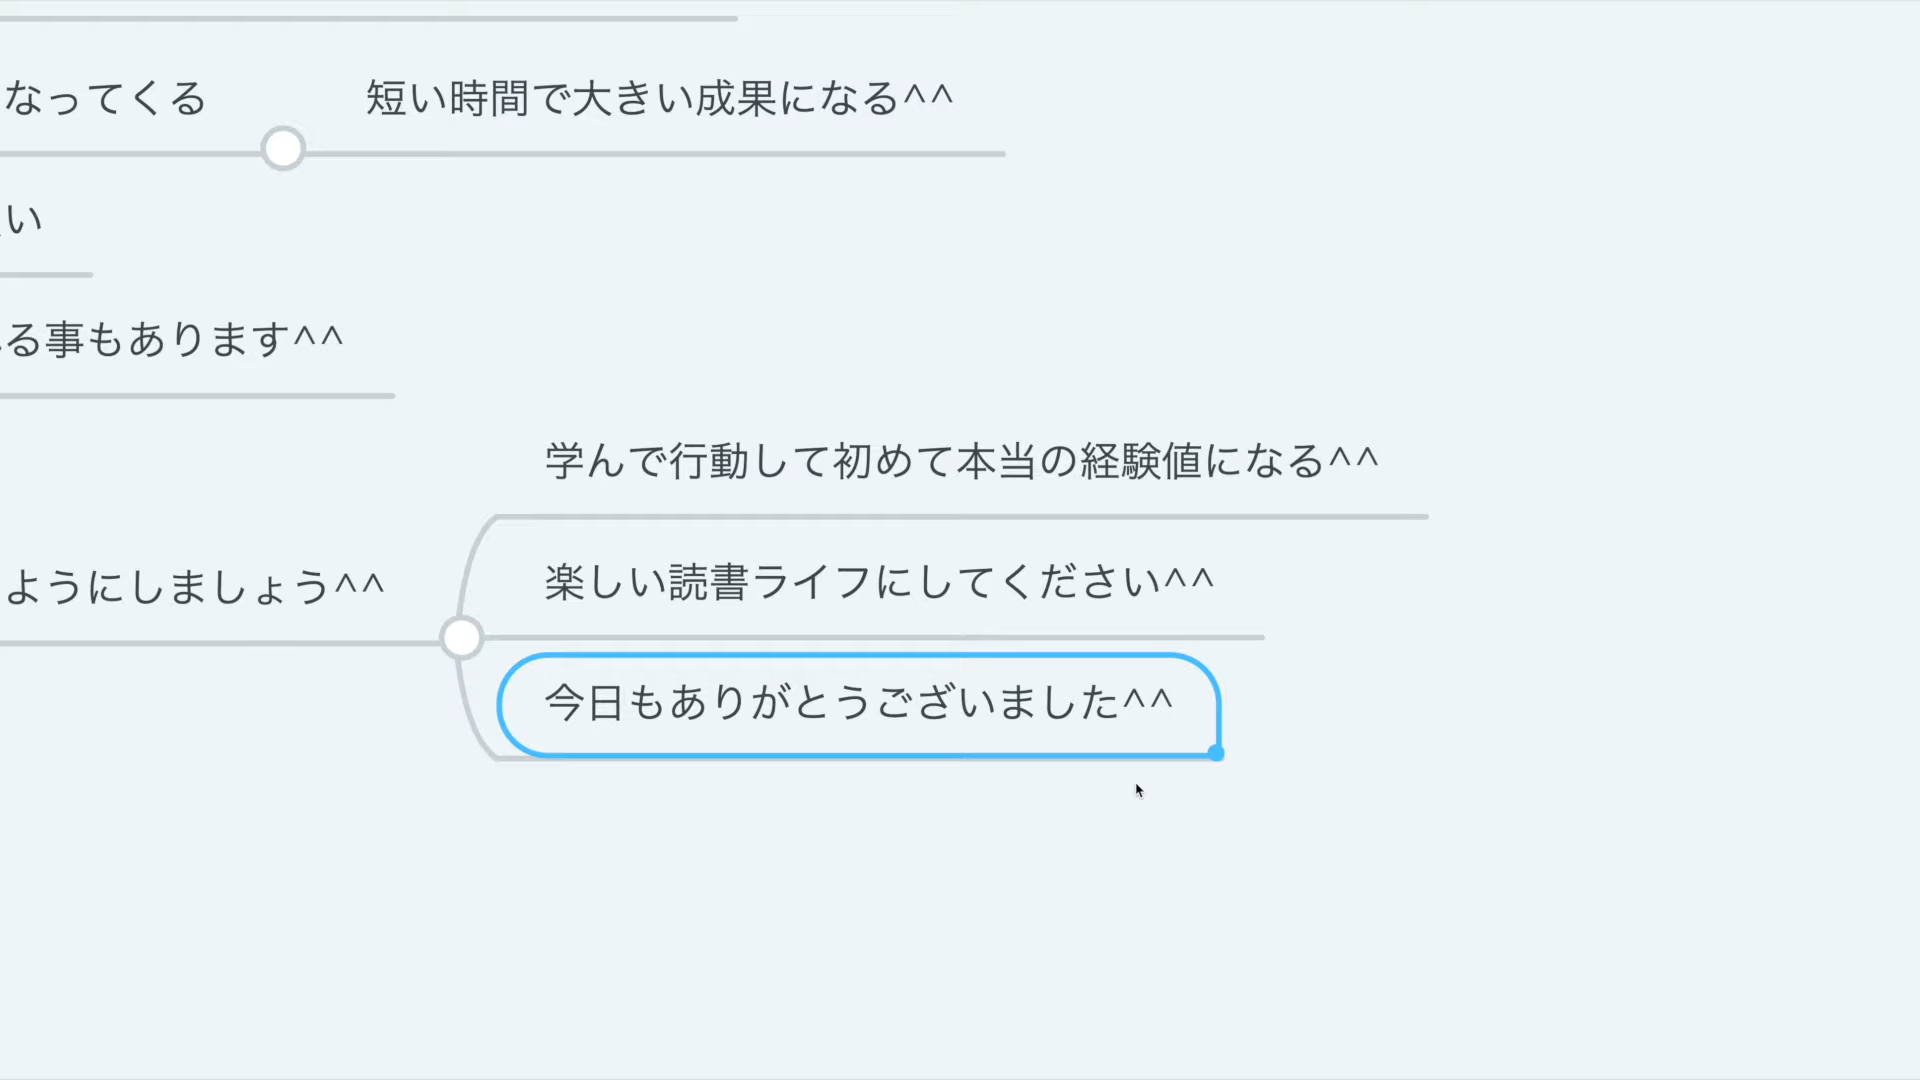 なってくる
短い時間で大きい成果になる^^
い
る事もあります^^
学んで行動して初めて本当の経験値になる^^
ようにしましょう^^
楽しい読書ライフにしてください^^
今日もありがとうございました^^